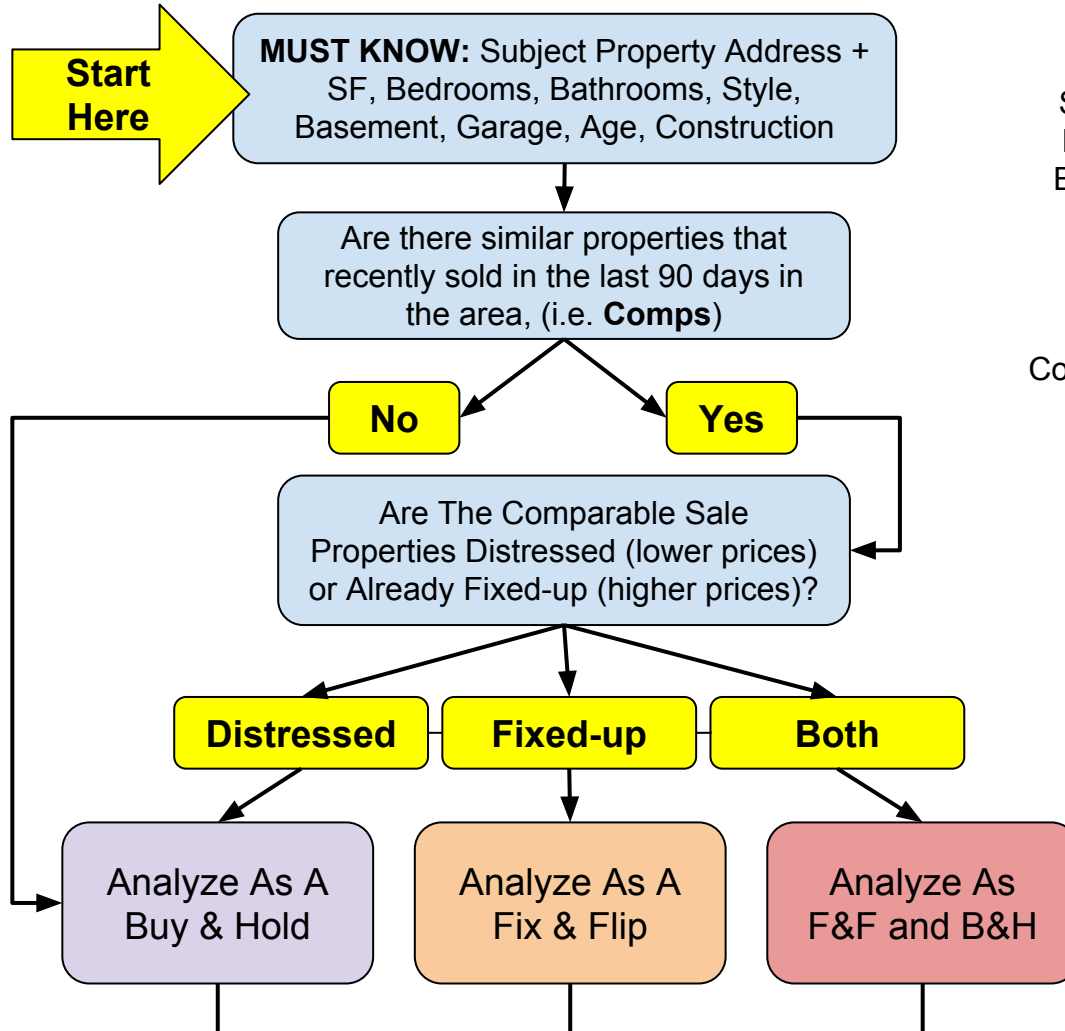 Start
Here
MUST KNOW: Subject Property Address +
SF, Bedrooms, Bathrooms, Style,
Basement, Garage, Age, Construction
Are there similar properties that
recently sold in the last 90 days in
the area, (i.e. Comps)
No
Yes
Are The Comparable Sale
Properties Distressed (lower prices)
or Already Fixed-up (higher prices)?
Distressed
Fixed-up
Both
Analyze As A
Buy & Hold
Analyze As A
Fix & Flip
Analyze As
F&F and B&H